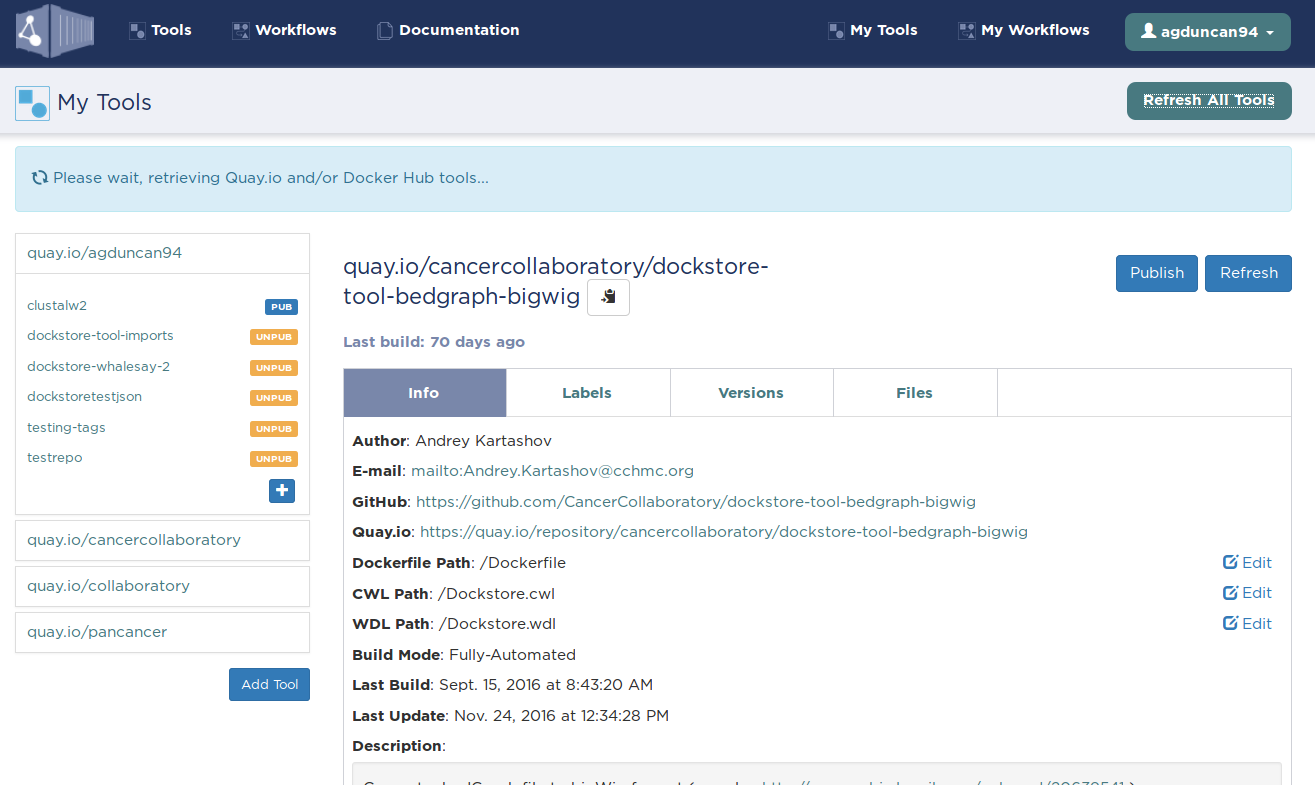 Tools Workflows Documentation My Tools My Workflows agduncan94
My Tools Refresh All Tools
Please wait, retrieving Quay.io and/or Docker Hub tools...
quay.io/agduncan94
clustalw2 PUB
dockstore-tool-imports UNPUB
dockstore-whalesay-2 UNPUB
dockstoretestjson UNPUB
testing-tags UNPUB
testrepo UNPUB
quay.io/cancercollaboratory
quay.io/collaboratory
quay.io/pancancer
Add Tool
quay.io/cancercollaboratory/dockstore-
tool-bedgraph-bigwig
Publish Refresh
Last build: 70 days ago
Info Labels Versions Files
Author: Andrey Kartashov
E-mail: mailto:Andrey.Kartashov@cchmc.org
GitHub: https://github.com/CancerCollaboratory/dockstore-tool-bedgraph-bigwig
Quay.io: https://quay.io/repository/cancercollaboratory/dockstore-tool-bedgraph-bigwig
Dockerfile Path: /Dockerfile Edit
CWL Path: /Dockstore.cwl Edit
WDL Path: /Dockstore.wdl Edit
Build Mode: Fully-Automated
Last Build: Sept. 15, 2016 at 8:43:20 AM
Last Update: Nov. 24, 2016 at 12:34:28 PM
Description: